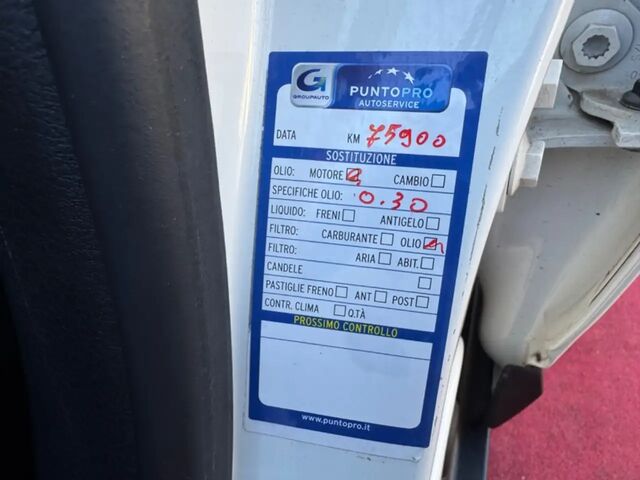 G GROUPAUTO PUNTOPRO
AUTOSERVICE
DATA KM 75900
SOSTITUZIONE
OLIO: MOTORE CAMBIO
SPECIFICHE OLIO: 0.30
LIQUIDO: FRENI ANTIGELO
FILTRO: CARBURANTE OLIO
FILTRO: ARIA ABIT.
CANDELE
PASTIGLIE FRENO ANT POST
CONTR. CLIMA Q.TÀ
PROSSIMO CONTROLLO
www.puntopro.it